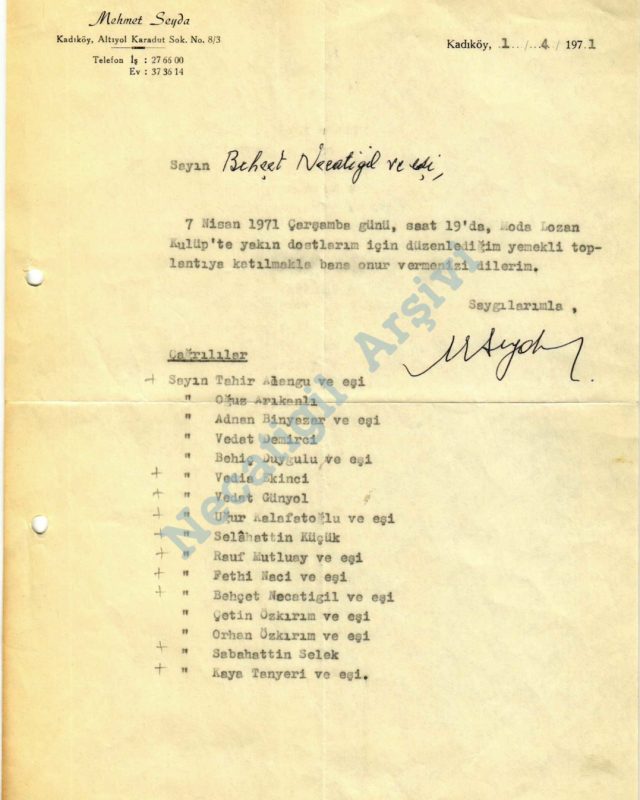 Mehmet Seyda
Kadıköy, Altıyol Karadut Sok. No. 8/3
Telefon İş : 27 66 00
Ev : 37 36 14
Kadıköy, 1 / 4 / 1971
Sayın Behçet Necatigil ve eşi,
7 Nisan 1971 Çarşamba günü, saat 19'da, Moda Lozan
Kulüp'te yakın dostlarım için düzenlediğim yemekli top-
lantıya katılmakla bana onur vermenizi dilerim.
Saygılarımla ,
MSeyda
Çağrılılar
+ Sayın Tahir Alangu ve eşi
" Oğuz Arıkanlı
" Adnan Binyazar ve eşi
" Vedat Demirci
" Behiç Duygulu ve eşi
+ " Vedia Ekinci
+ " Vedat Günyol
+ " Uğur Kalafatoğlu ve eşi
+ " Selâhattin Küçük
+ " Rauf Mutluay ve eşi
+ " Fethi Naci ve eşi
+ " Behçet Necatigil ve eşi
" Çetin Özkırım ve eşi
" Orhan Özkırım ve eşi
+ " Sabahattin Selek
+ " Kaya Tanyeri ve eşi.
Necatigil Arşivi